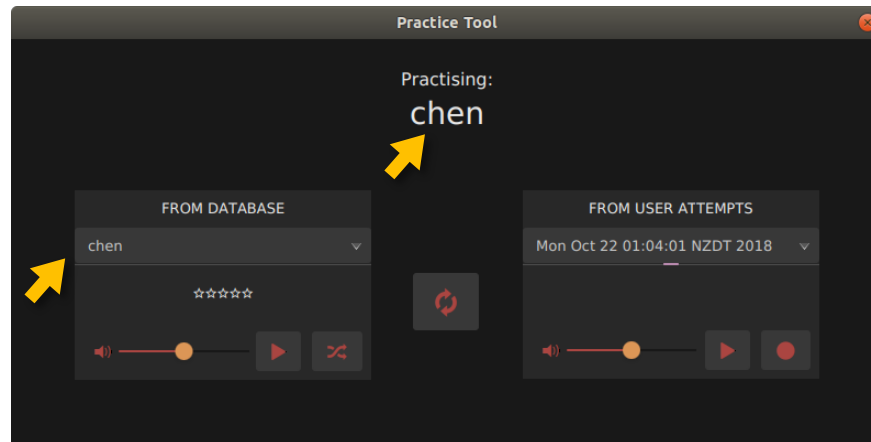 Practice Tool
Practising:
chen
FROM DATABASE
chen
FROM USER ATTEMPTS
Mon Oct 22 01:04:01 NZDT 2018